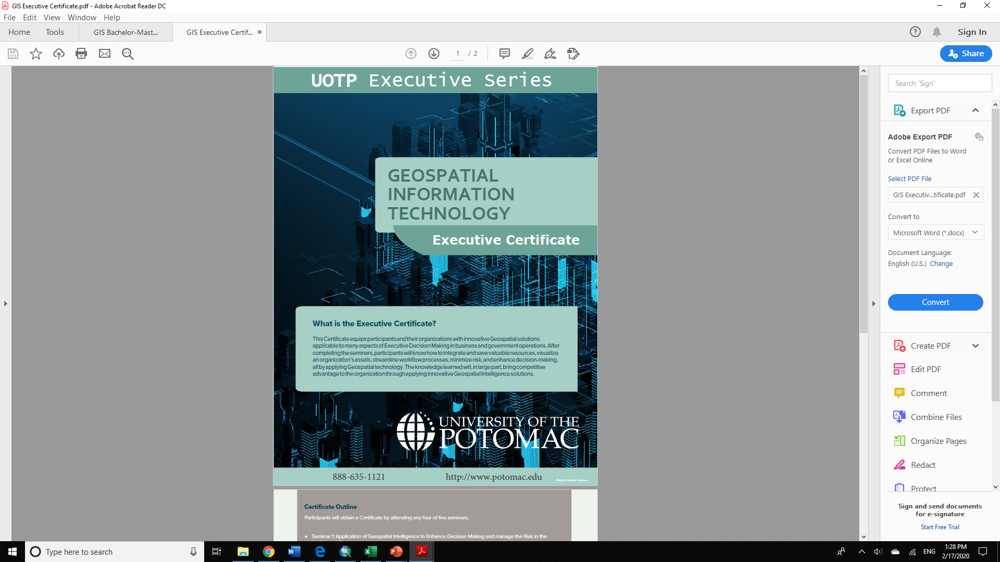 GIS Executive Certificate.pdf - Adobe Acrobat Reader DC
File Edit View Window Help
Home Tools GIS Bachelor-Mast... GIS Executive Certif... Sign In
1 / 2 Share
UOTP Executive Series
GEOSPATIAL
INFORMATION
TECHNOLOGY
Executive Certificate
What is the Executive Certificate?
This Certificate equips participants and their organizations with innovative Geospatial solutions
applicable to many aspects of Executive Decision Making in business and government operations. After
completing the seminars, participants will know how to integrate and save valuable resources, visualize
an organization's assets, streamline workflow processes, minimize risk, and enhance decision-making,
all by applying Geospatial technology. The knowledge learned will, in large part, bring competitive
advantage to the organization through applying innovative Geospatial Intelligence solutions.
UNIVERSITY OF THE
POTOMAC
888-635-1121 http://www.potomac.edu
Photo © Anton Chernov
Certificate Outline
Participants will obtain a Certificate by attending any four of five seminars.
• Seminar 1: Application of Geospatial Intelligence to Enhance Decision Making and manage the Risk in the
Search 'Sign'
Export PDF
Adobe Export PDF
Convert PDF Files to Word
or Excel Online
Select PDF File
GIS Executiv...tificate.pdf
Convert to
Microsoft Word (*.docx)
Document Language:
English (U.S.) Change
Convert
Create PDF
Edit PDF
Comment
Combine Files
Organize Pages
Redact
Protect
Sign and send documents
for e-signature
Start Free Trial
Type here to search
ENG
1:28 PM
2/17/2020